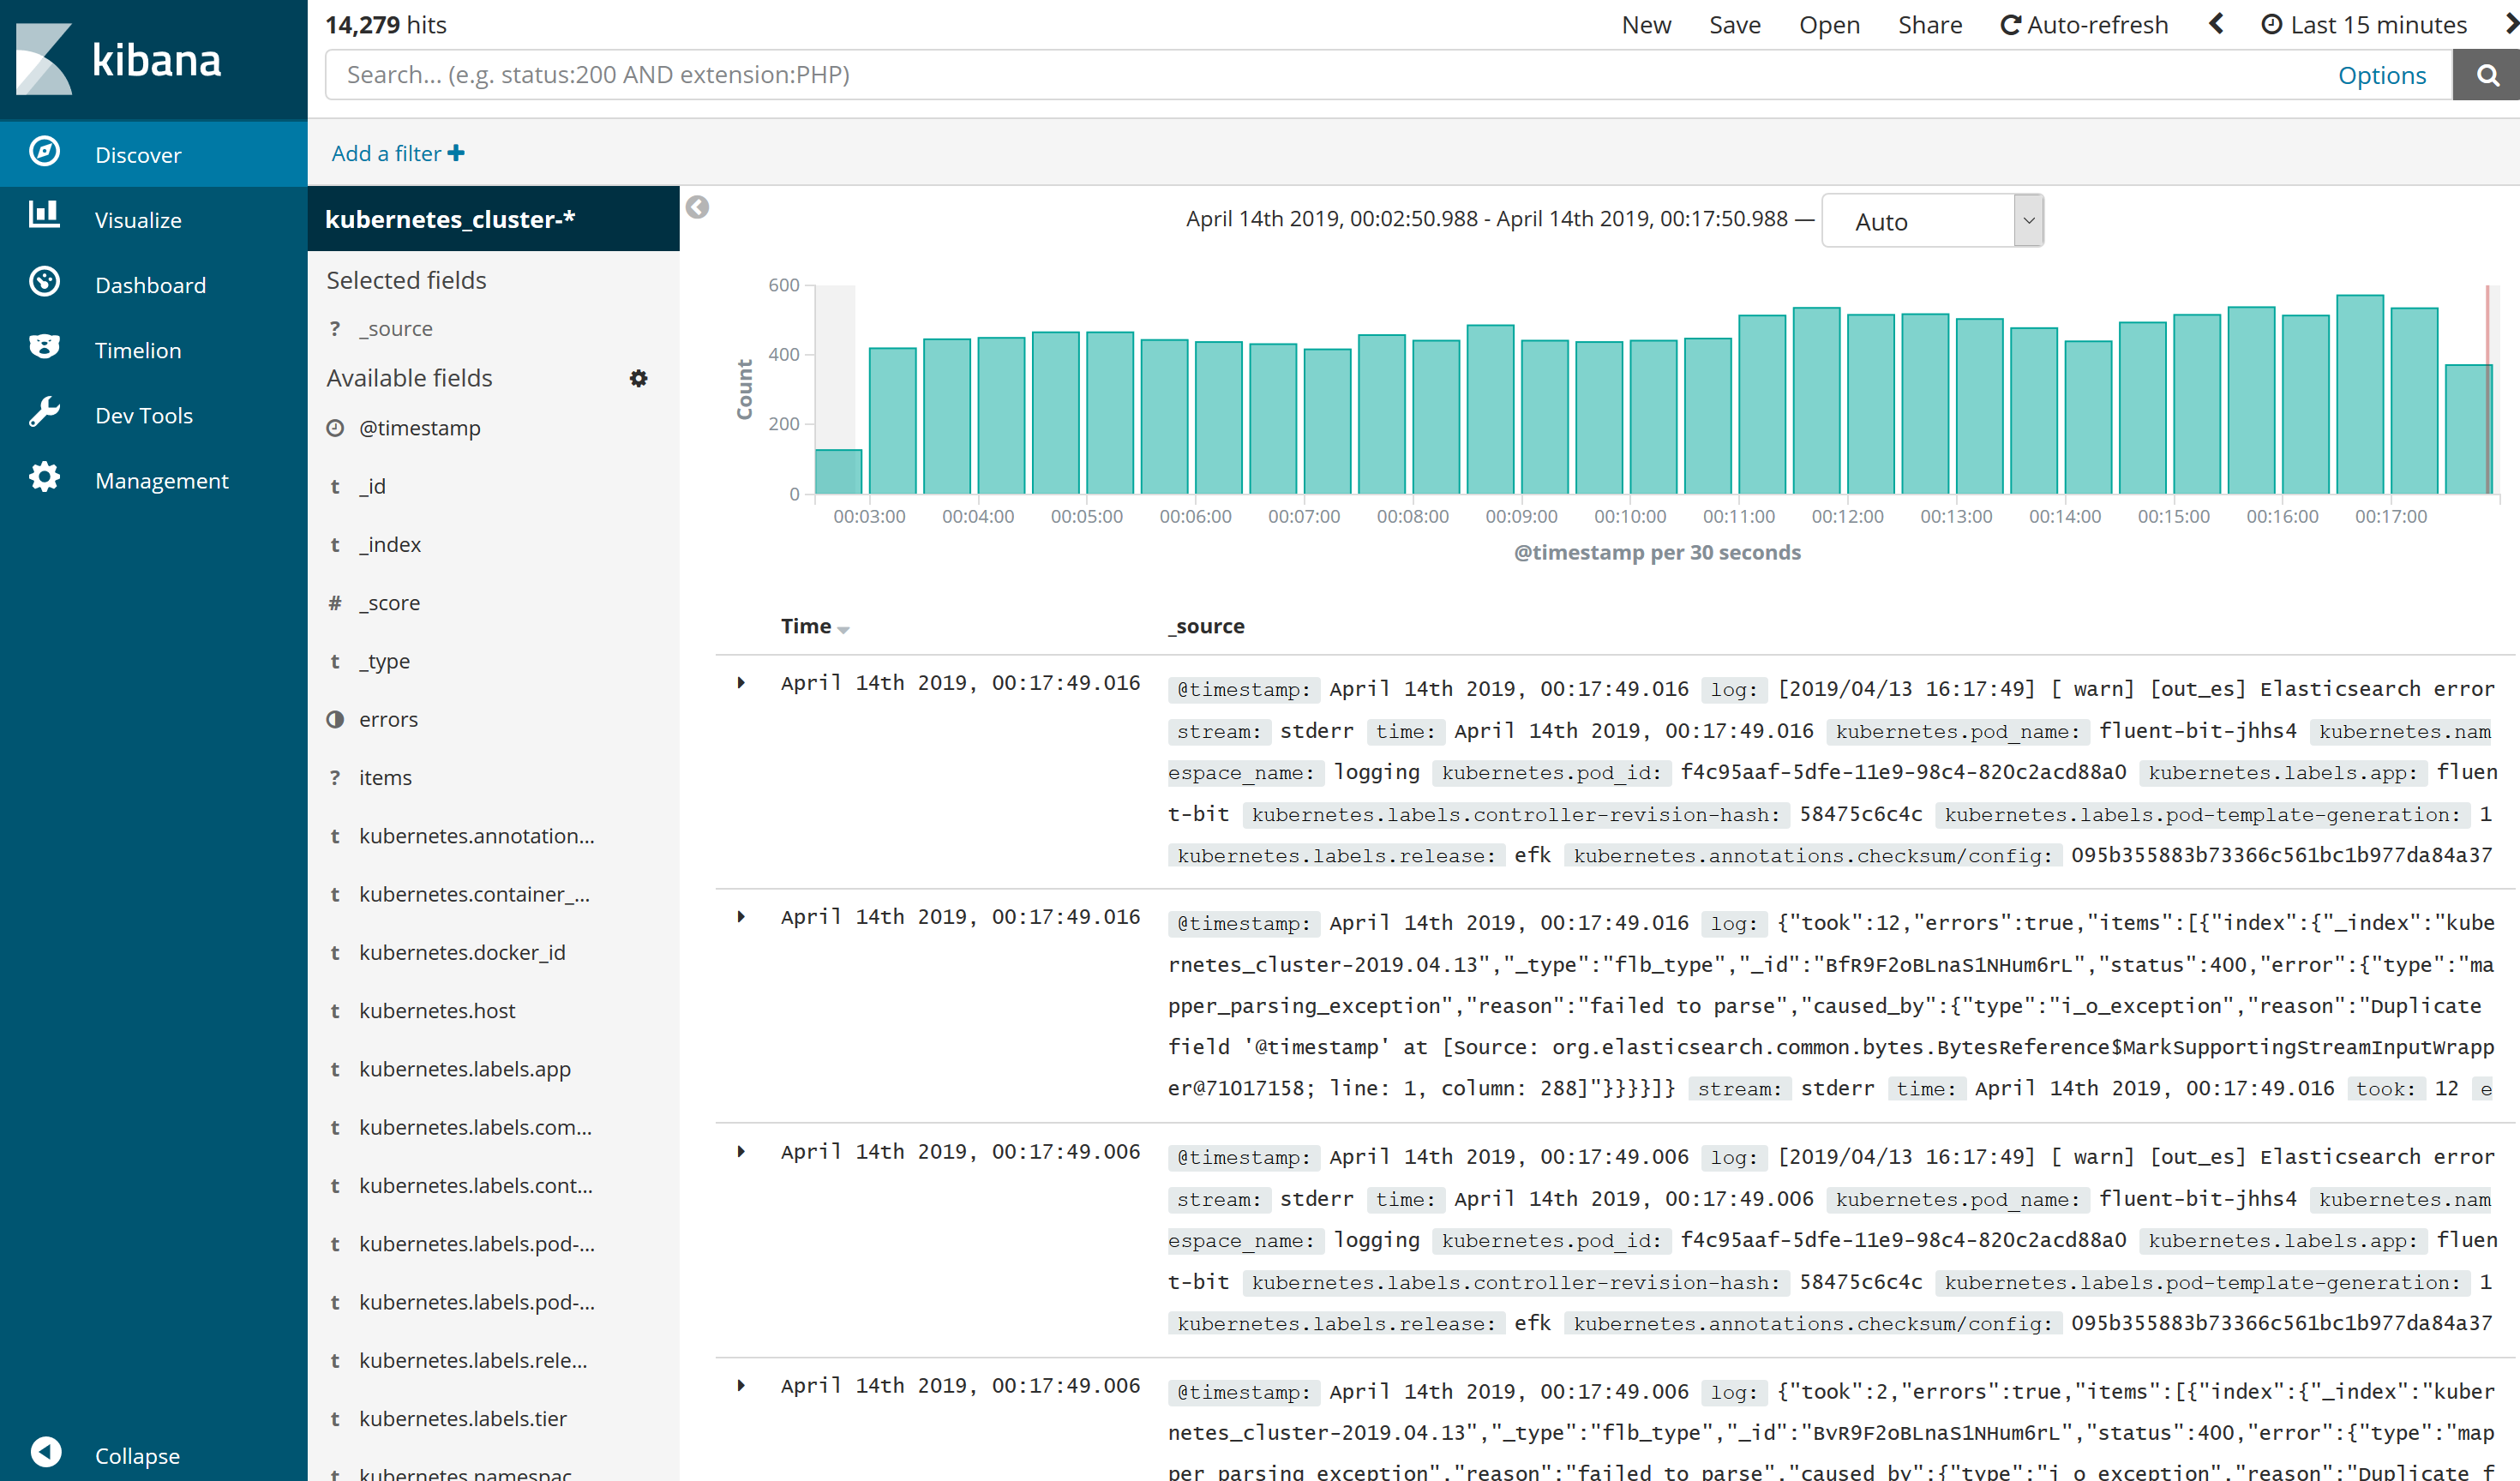 kibana
Discover
Visualize
Dashboard
Timelion
Dev Tools
Management
Collapse
14,279 hits
New Save Open Share Auto-refresh Last 15 minutes
Search... (e.g. status:200 AND extension:PHP) Options
Add a filter
kubernetes_cluster-*
Selected fields
? _source
Available fields
@timestamp
t _id
t _index
# _score
t _type
errors
? items
t kubernetes.annotation...
t kubernetes.container_...
t kubernetes.docker_id
t kubernetes.host
t kubernetes.labels.app
t kubernetes.labels.com...
t kubernetes.labels.cont...
t kubernetes.labels.pod-...
t kubernetes.labels.pod-...
t kubernetes.labels.rele...
t kubernetes.labels.tier
t kubernetes.namespac
April 14th 2019, 00:02:50.988 - April 14th 2019, 00:17:50.988 — Auto
600
400
200
0
Count
00:03:00 00:04:00 00:05:00 00:06:00 00:07:00 00:08:00 00:09:00 00:10:00 00:11:00 00:12:00 00:13:00 00:14:00 00:15:00 00:16:00 00:17:00
@timestamp per 30 seconds
Time _source
April 14th 2019, 00:17:49.016 @timestamp: April 14th 2019, 00:17:49.016 log: [2019/04/13 16:17:49] [ warn] [out_es] Elasticsearch error
stream: stderr time: April 14th 2019, 00:17:49.016 kubernetes.pod_name: fluent-bit-jhhs4 kubernetes.nam
espace_name: logging kubernetes.pod_id: f4c95aaf-5dfe-11e9-98c4-820c2acd88a0 kubernetes.labels.app: fluen
t-bit kubernetes.labels.controller-revision-hash: 58475c6c4c kubernetes.labels.pod-template-generation: 1
kubernetes.labels.release: efk kubernetes.annotations.checksum/config: 095b355883b73366c561bc1b977da84a37
April 14th 2019, 00:17:49.016 @timestamp: April 14th 2019, 00:17:49.016 log: {"took":12,"errors":true,"items":[{"index":{"_index":"kube
rnetes_cluster-2019.04.13","_type":"flb_type","_id":"BfR9F2oBLnaS1NHum6rL","status":400,"error":{"type":"ma
pper_parsing_exception","reason":"failed to parse","caused_by":{"type":"i_o_exception","reason":"Duplicate
field '@timestamp' at [Source: org.elasticsearch.common.bytes.BytesReference$MarkSupportingStreamInputWrapp
er@71017158; line: 1, column: 288]"}}}}]} stream: stderr time: April 14th 2019, 00:17:49.016 took: 12 e
April 14th 2019, 00:17:49.006 @timestamp: April 14th 2019, 00:17:49.006 log: [2019/04/13 16:17:49] [ warn] [out_es] Elasticsearch error
stream: stderr time: April 14th 2019, 00:17:49.006 kubernetes.pod_name: fluent-bit-jhhs4 kubernetes.nam
espace_name: logging kubernetes.pod_id: f4c95aaf-5dfe-11e9-98c4-820c2acd88a0 kubernetes.labels.app: fluen
t-bit kubernetes.labels.controller-revision-hash: 58475c6c4c kubernetes.labels.pod-template-generation: 1
kubernetes.labels.release: efk kubernetes.annotations.checksum/config: 095b355883b73366c561bc1b977da84a37
April 14th 2019, 00:17:49.006 @timestamp: April 14th 2019, 00:17:49.006 log: {"took":2,"errors":true,"items":[{"index":{"_index":"kuber
netes_cluster-2019.04.13","_type":"flb_type","_id":"BvR9F2oBLnaS1NHum6rL","status":400,"error":{"type":"map
per_parsing_exception","reason":"failed to parse","caused_by":{"type":"i_o_exception","reason":"Duplicate f